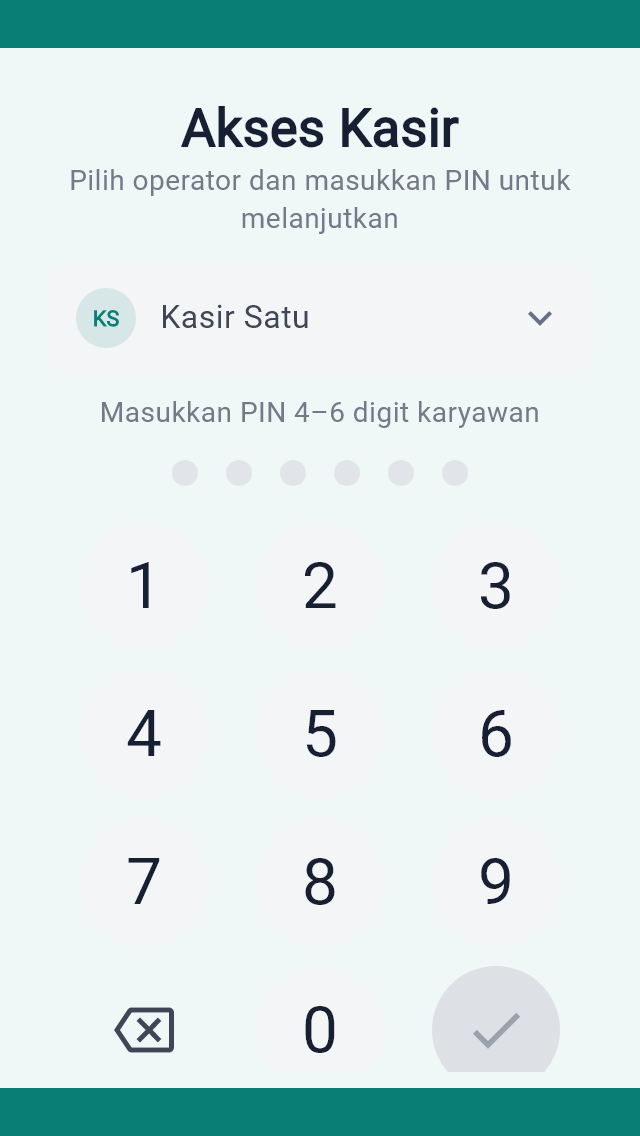 Akses Kasir
Pilih operator dan masukkan PIN untuk
melanjutkan
KS Kasir Satu
Masukkan PIN 4–6 digit karyawan
1 2 3
4 5 6
7 8 9
0